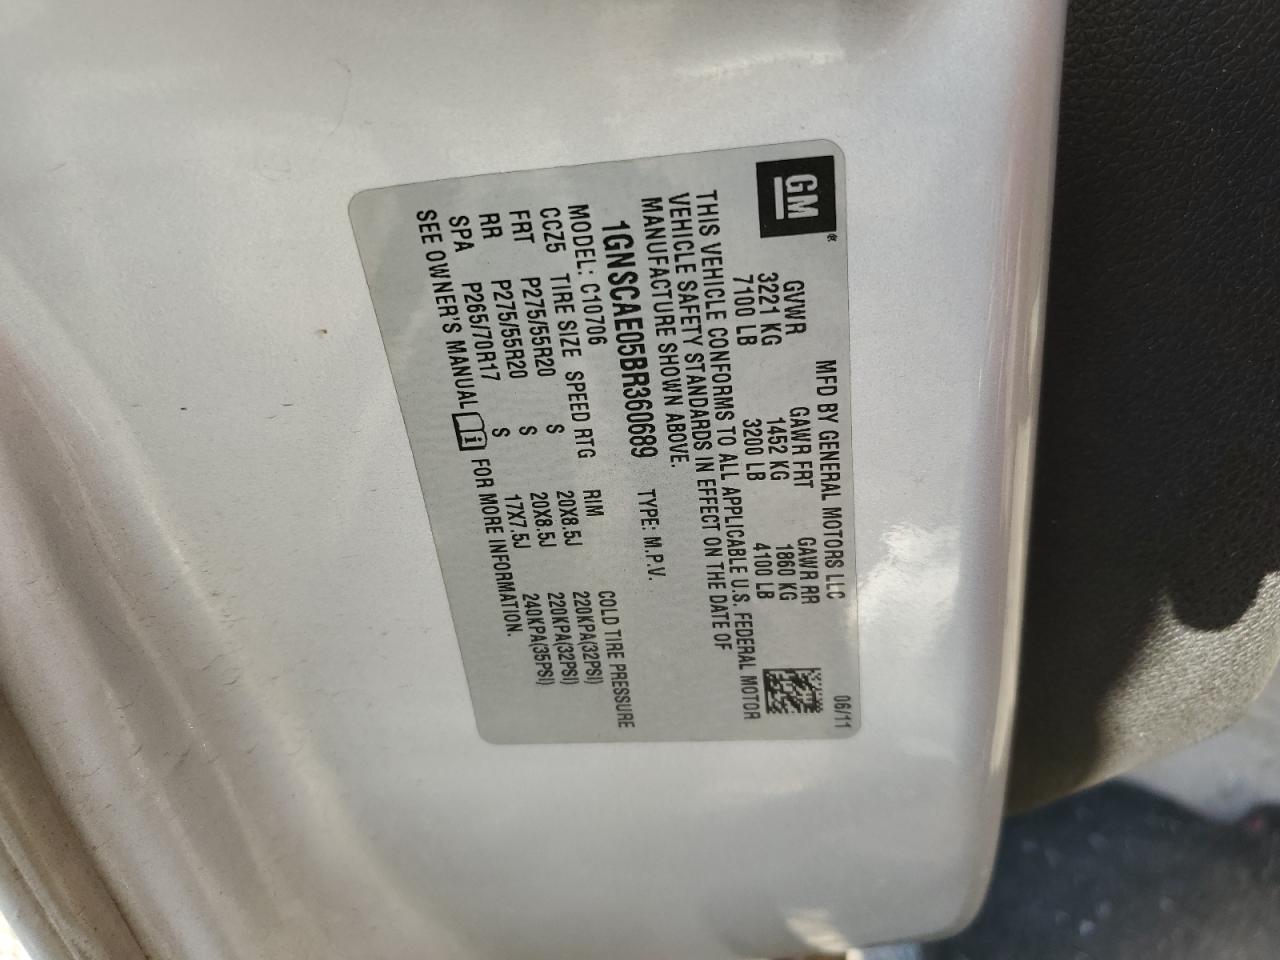 GM®
MFD BY GENERAL MOTORS LLC 06/11
GVWR GAWR FRT GAWR RR
3221 KG 1452 KG 1860 KG
7100 LB 3200 LB 4100 LB
THIS VEHICLE CONFORMS TO ALL APPLICABLE U.S. FEDERAL MOTOR
VEHICLE SAFETY STANDARDS IN EFFECT ON THE DATE OF
MANUFACTURE SHOWN ABOVE.
1GNSCAE05BR360689 TYPE: M.P.V.
MODEL: C10706
CCZ5 TIRE SIZE SPEED RTG RIM COLD TIRE PRESSURE
FRT P275/55R20 S 20X8.5J 220KPA(32PSI)
RR P275/55R20 S 20X8.5J 220KPA(32PSI)
SPA P265/70R17 S 17X7.5J 240KPA(35PSI)
SEE OWNER'S MANUAL i FOR MORE INFORMATION.